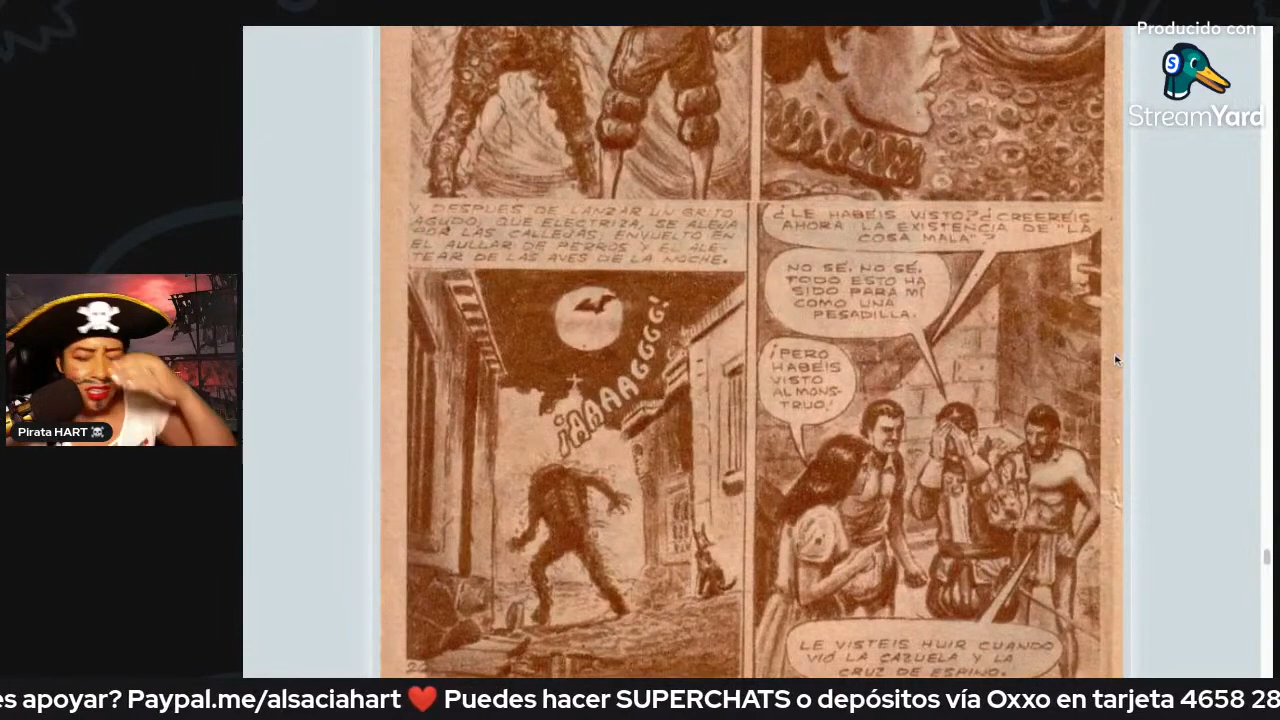 Producido con
StreamYard
Y DESPUES DE LANZAR UN GRITO
AGUDO, QUE ELECTRIZA, SE ALEJA
POR LAS CALLEJAS, ENVUELTO EN
EL AULLAR DE PERROS Y EL ALE-
TEAR DE LAS AVES DE LA NOCHE.
¡AAAAGGGG!
¿LE HABÉIS VISTO? ¿CREERÉIS
AHORA LA EXISTENCIA DE "LA
COSA MALA"?
NO SÉ, NO SÉ,
TODO ESTO HA
SIDO PARA MÍ
COMO UNA
PESADILLA.
¡PERO
HABÉIS
VISTO
AL MONS-
TRUO!
LE VISTEIS HUIR CUANDO
VIÓ LA CAZUELA Y LA
CRUZ DE ESPINO.
Pirata HART ☠️
es apoyar? Paypal.me/alsaciahart ❤️ Puedes hacer SUPERCHATS o depósitos vía Oxxo en tarjeta 4658 28